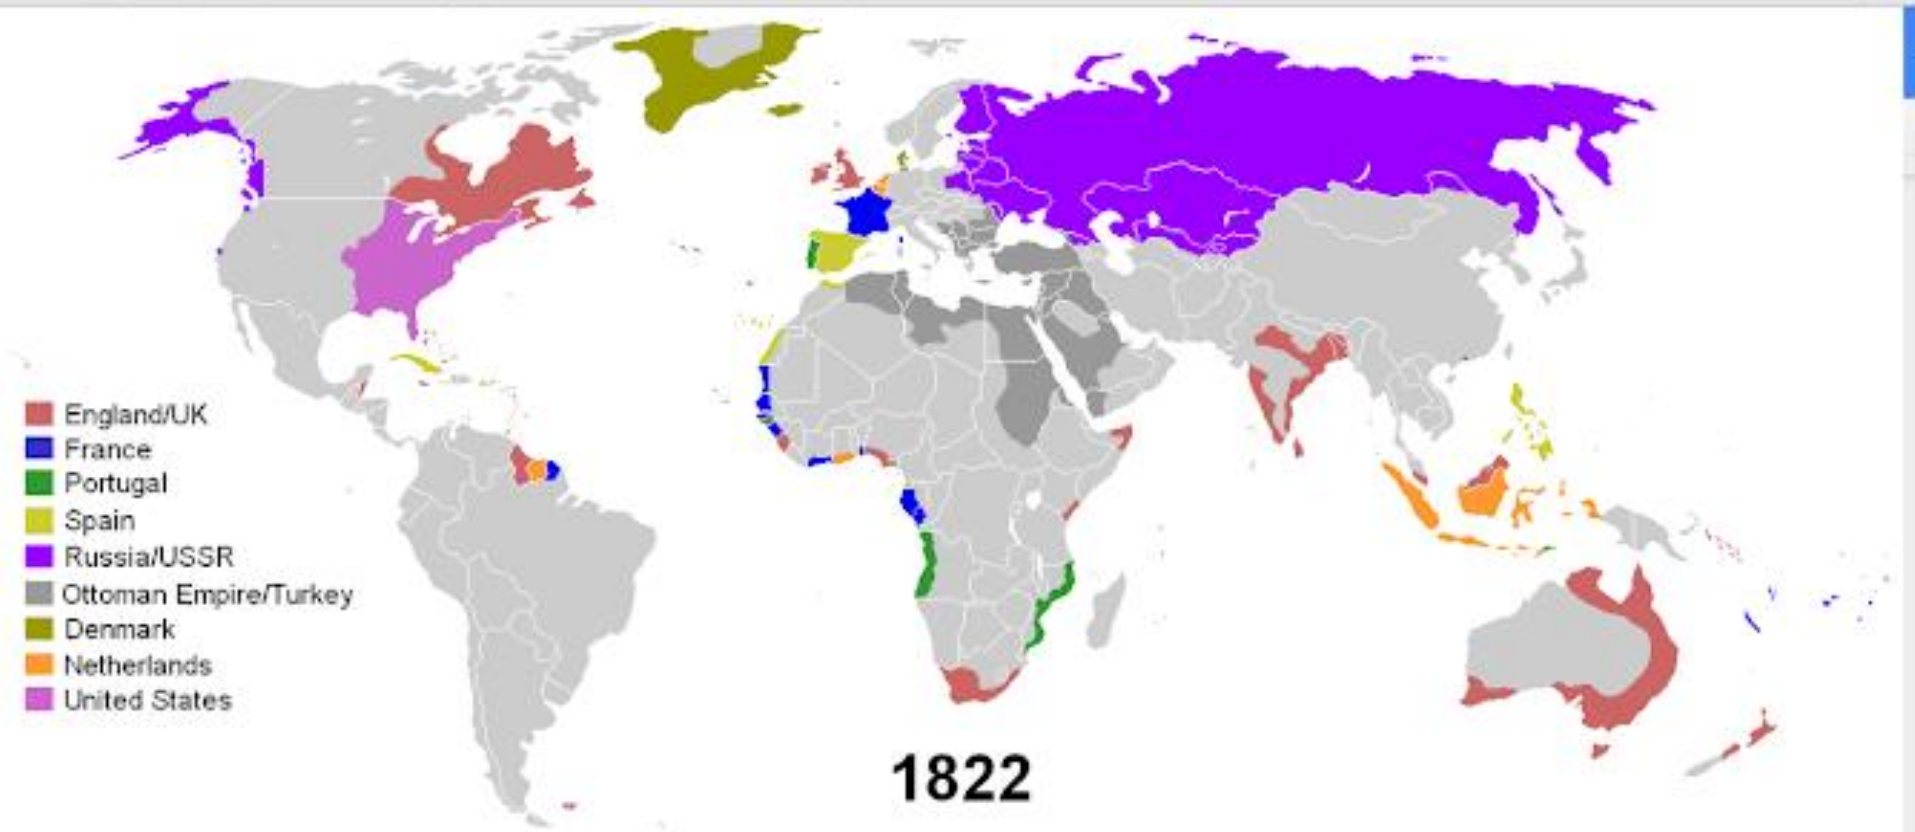 England/UK
France
Portugal
Spain
Russia/USSR
Ottoman Empire/Turkey
Denmark
Netherlands
United States
1822